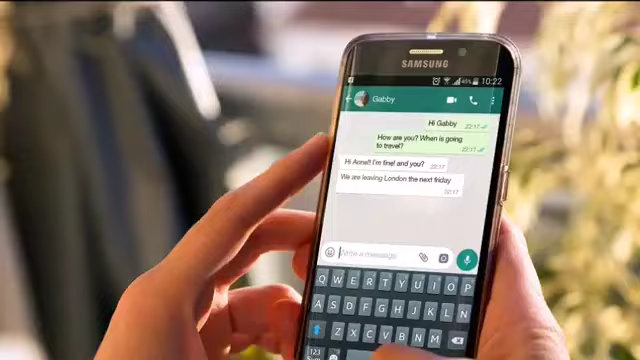 SAMSUNG
10:22
Gabby
Hi Gabby 22:17
How are you? When is going
to travel? 22:17
Hi Anne!! I'm fine! and you? 22:17
We are leaving London the next friday
22:17
Write a message
Q W E R T Y U I O P
A S D F G H J K L N
Z X C V B N M
123